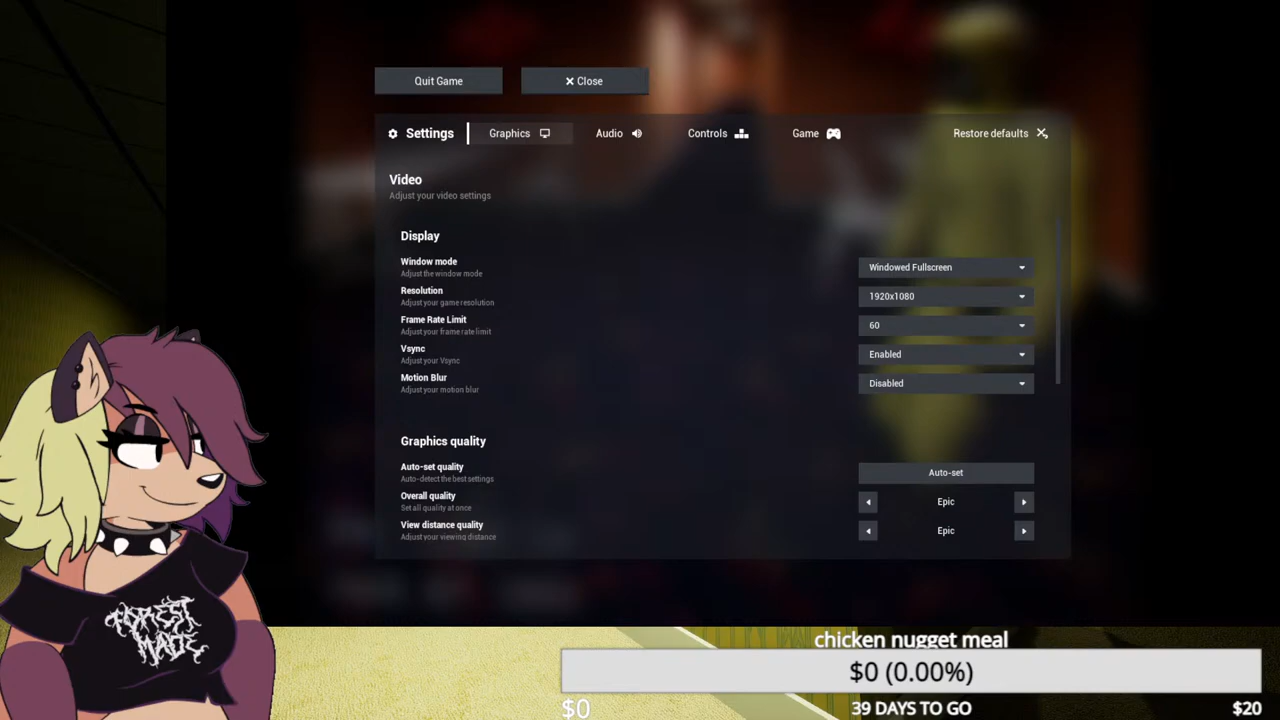 Quit Game
Close
Settings
Graphics
Audio
Controls
Game
Restore defaults
Video
Adjust your video settings
Display
Window mode
Adjust the window mode
Windowed Fullscreen
Resolution
Adjust your game resolution
1920x1080
Frame Rate Limit
Adjust your frame rate limit
60
Vsync
Adjust your Vsync
Enabled
Motion Blur
Adjust your motion blur
Disabled
Graphics quality
Auto-set quality
Auto-detect the best settings
Auto-set
Overall quality
Set all quality at once
Epic
View distance quality
Adjust your viewing distance
Epic
FOREST
MADE
chicken nugget meal
$0 (0.00%)
$0
39 DAYS TO GO
$20